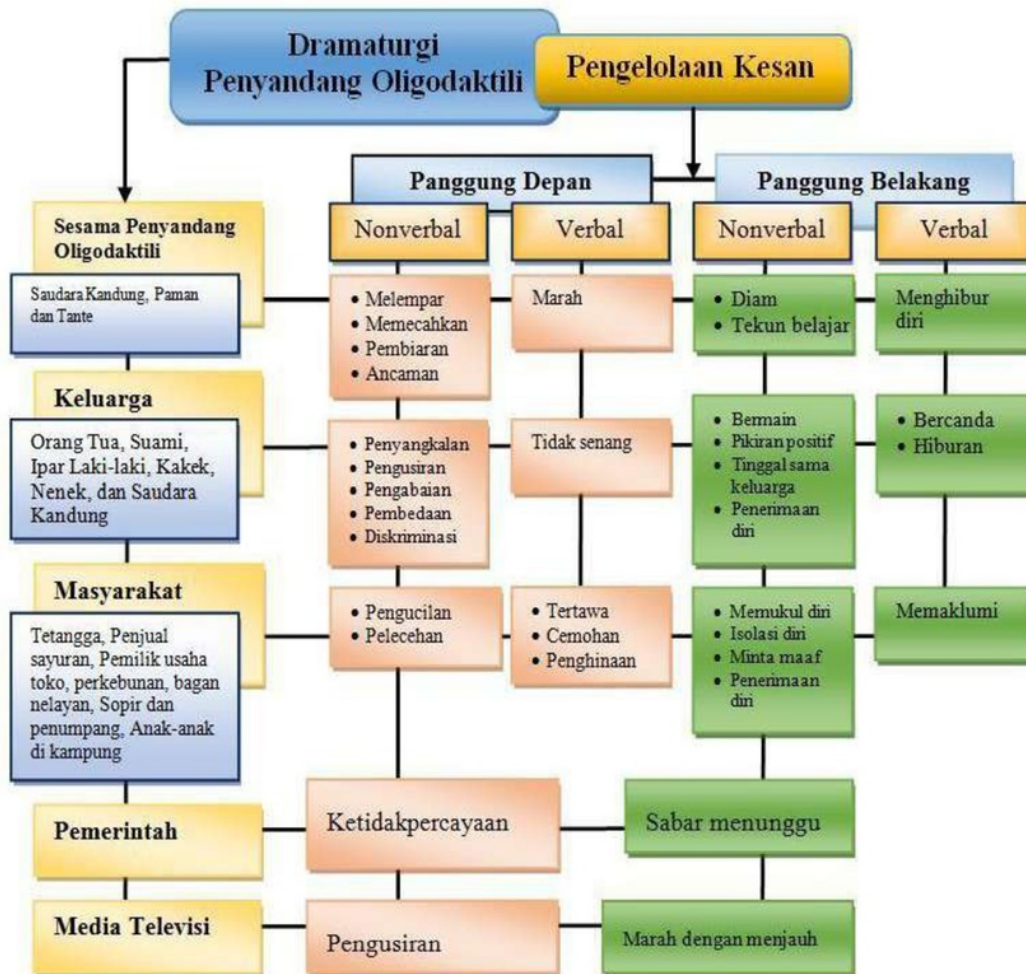 Dramaturgi
Penyandang Oligodaktili
Pengelolaan Kesan
Panggung Depan
Panggung Belakang
Nonverbal
Verbal
Nonverbal
Verbal
Sesama Penyandang
Oligodaktili
Saudara Kandung, Paman
dan Tante
• Melempar
• Memecahkan
• Pembiaran
• Ancaman
Marah
• Diam
• Tekun belajar
Menghibur
diri
Keluarga
Orang Tua, Suami,
Ipar Laki-laki, Kakek,
Nenek, dan Saudara
Kandung
• Penyangkalan
• Pengusiran
• Pengabaian
• Pembedaan
• Diskriminasi
Tidak senang
• Bermain
• Pikiran positif
• Tinggal sama
keluarga
• Penerimaan
diri
• Bercanda
• Hiburan
Masyarakat
Tetangga, Penjual
sayuran, Pemilik usaha
toko, perkebunan, bagan
nelayan, Sopir dan
penumpang, Anak-anak
di kampung
• Pengucilan
• Pelecehan
• Tertawa
• Cemohan
• Penghinaan
• Memukul diri
• Isolasi diri
• Minta maaf
• Penerimaan
diri
Memaklumi
Pemerintah
Ketidakpercayaan
Sabar menunggu
Media Televisi
Pengusiran
Marah dengan menjauh